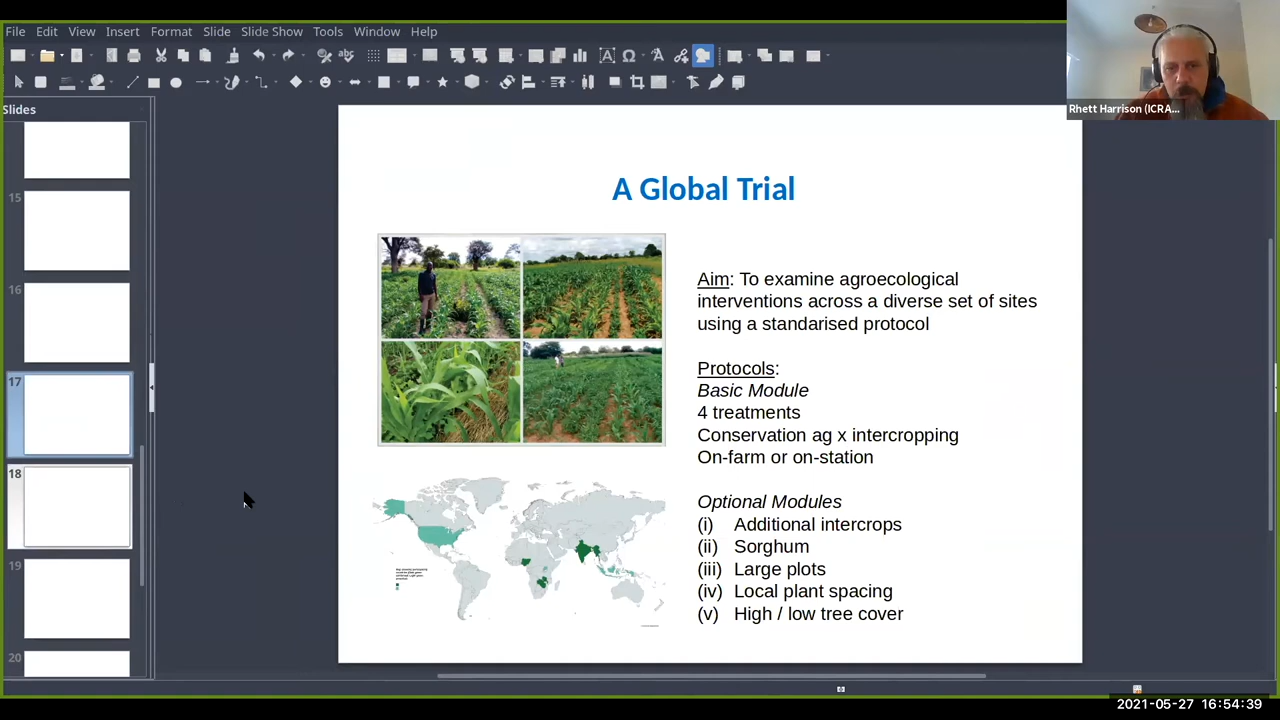 File Edit View Insert Format Slide Slide Show Tools Window Help
Rhett Harrison (ICRA...
Slides
15
16
17
18
19
20
A Global Trial
Aim: To examine agroecological
interventions across a diverse set of sites
using a standarised protocol
Protocols:
Basic Module
4 treatments
Conservation ag x intercropping
On-farm or on-station
Optional Modules
(i) Additional intercrops
(ii) Sorghum
(iii) Large plots
(iv) Local plant spacing
(v) High / low tree cover
2021-05-27 16:54:39